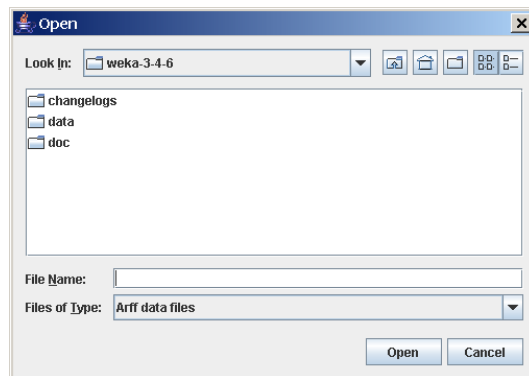 Open
Look In: weka-3-4-6
changelogs
data
doc
File Name:
Files of Type: Arff data files
Open Cancel